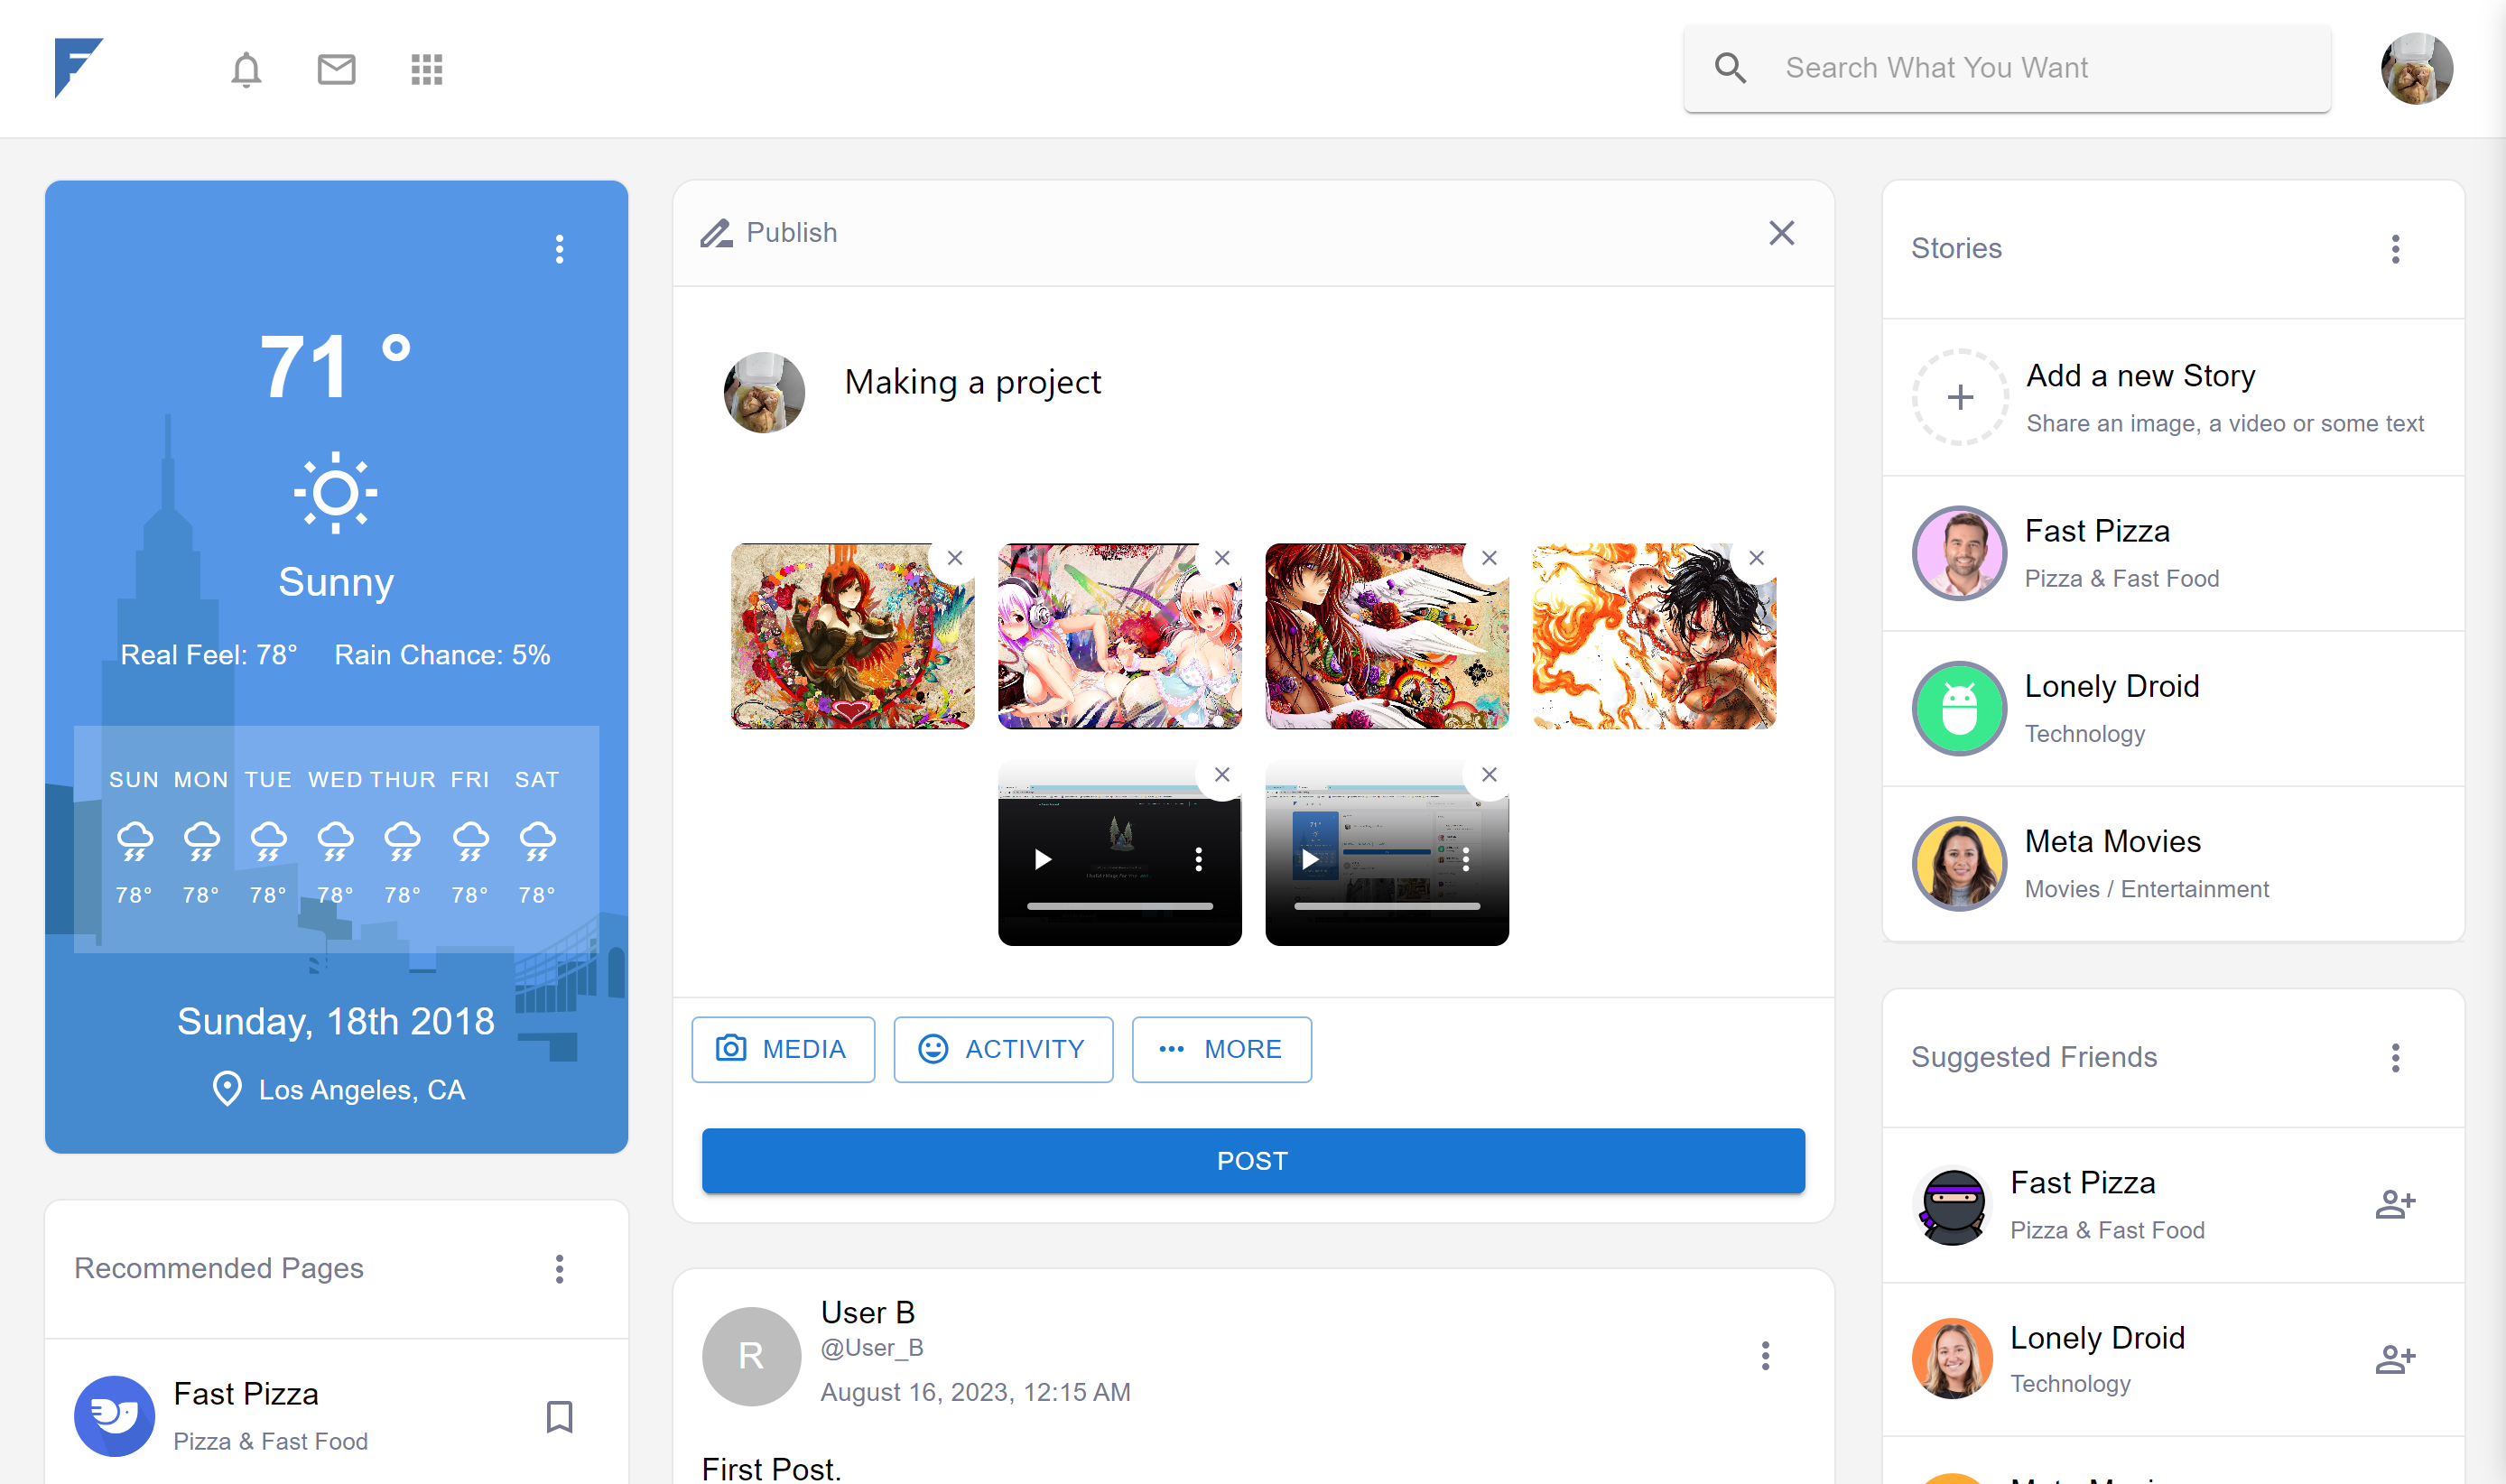 Search What You Want
71 °
Sunny
Real Feel: 78° Rain Chance: 5%
SUN MON TUE WED THUR FRI SAT
78° 78° 78° 78° 78° 78° 78°
Sunday, 18th 2018
Los Angeles, CA
Recommended Pages
Fast Pizza
Pizza & Fast Food
Publish
Making a project
MEDIA ACTIVITY MORE
POST
R
User B
@User_B
August 16, 2023, 12:15 AM
First Post.
Stories
Add a new Story
Share an image, a video or some text
Fast Pizza
Pizza & Fast Food
Lonely Droid
Technology
Meta Movies
Movies / Entertainment
Suggested Friends
Fast Pizza
Pizza & Fast Food
Lonely Droid
Technology